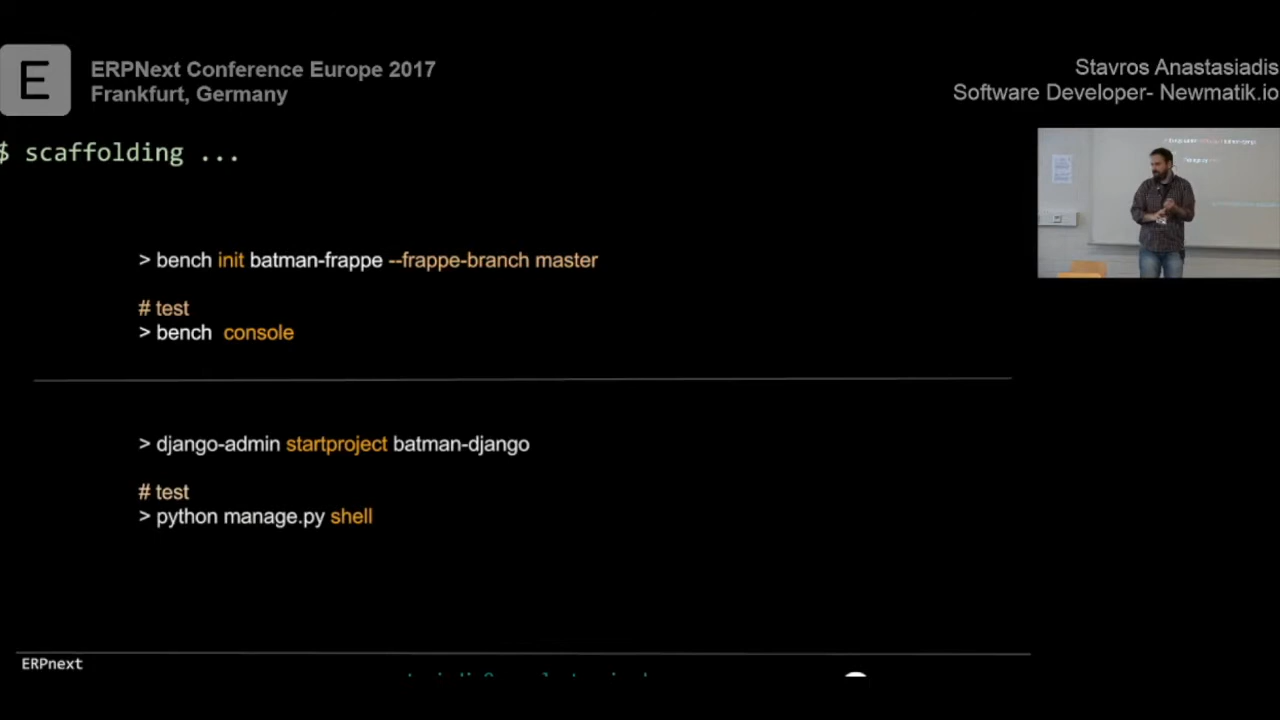 E
ERPNext Conference Europe 2017
Frankfurt, Germany
Stavros Anastasiadis
Software Developer- Newmatik.io
$ scaffolding ...
> bench init batman-frappe --frappe-branch master
# test
> bench console
> django-admin startproject batman-django
# test
> python manage.py shell
ERPnext